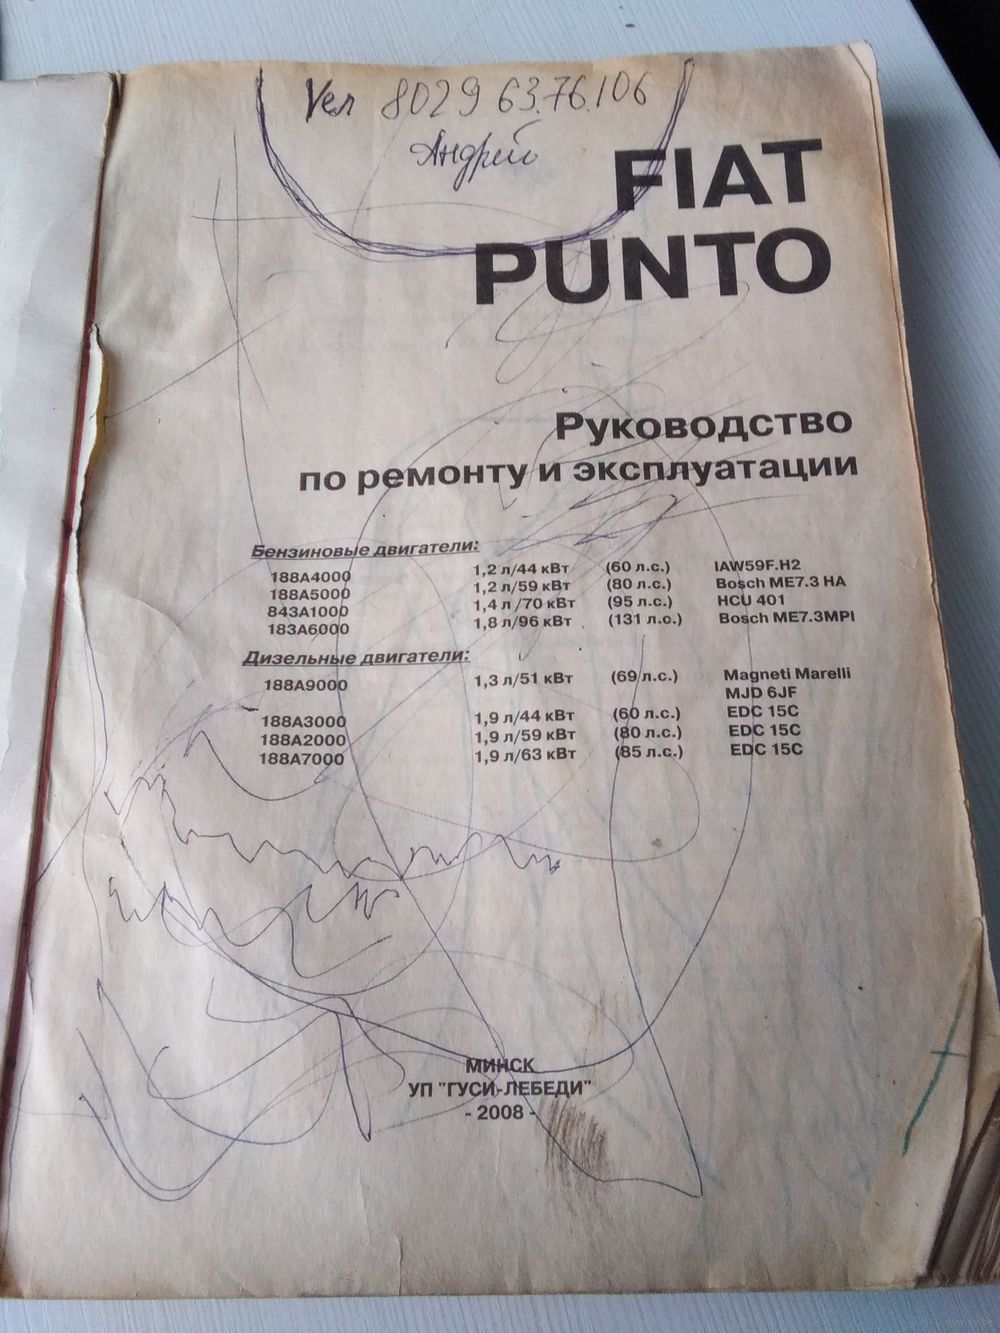 Vел 8029 63.76.106
Андрей
FIAT
PUNTO
Руководство
по ремонту и эксплуатации
Бензиновые двигатели:
188A4000 1,2 л/44 кВт (60 л.с.) IAW59F.H2
188A5000 1,2 л/59 кВт (80 л.с.) Bosch ME7.3 HA
843A1000 1,4 л/70 кВт (95 л.с.) HCU 401
183A6000 1,8 л/96 кВт (131 л.с.) Bosch ME7.3MPI
Дизельные двигатели:
188A9000 1,3 л/51 кВт (69 л.с.) Magneti Marelli
MJD 6JF
188A3000 1,9 л/44 кВт (60 л.с.) EDC 15C
188A2000 1,9 л/59 кВт (80 л.с.) EDC 15C
188A7000 1,9 л/63 кВт (85 л.с.) EDC 15C
МИНСК
УП "ГУСИ-ЛЕБЕДИ"
- 2008 -